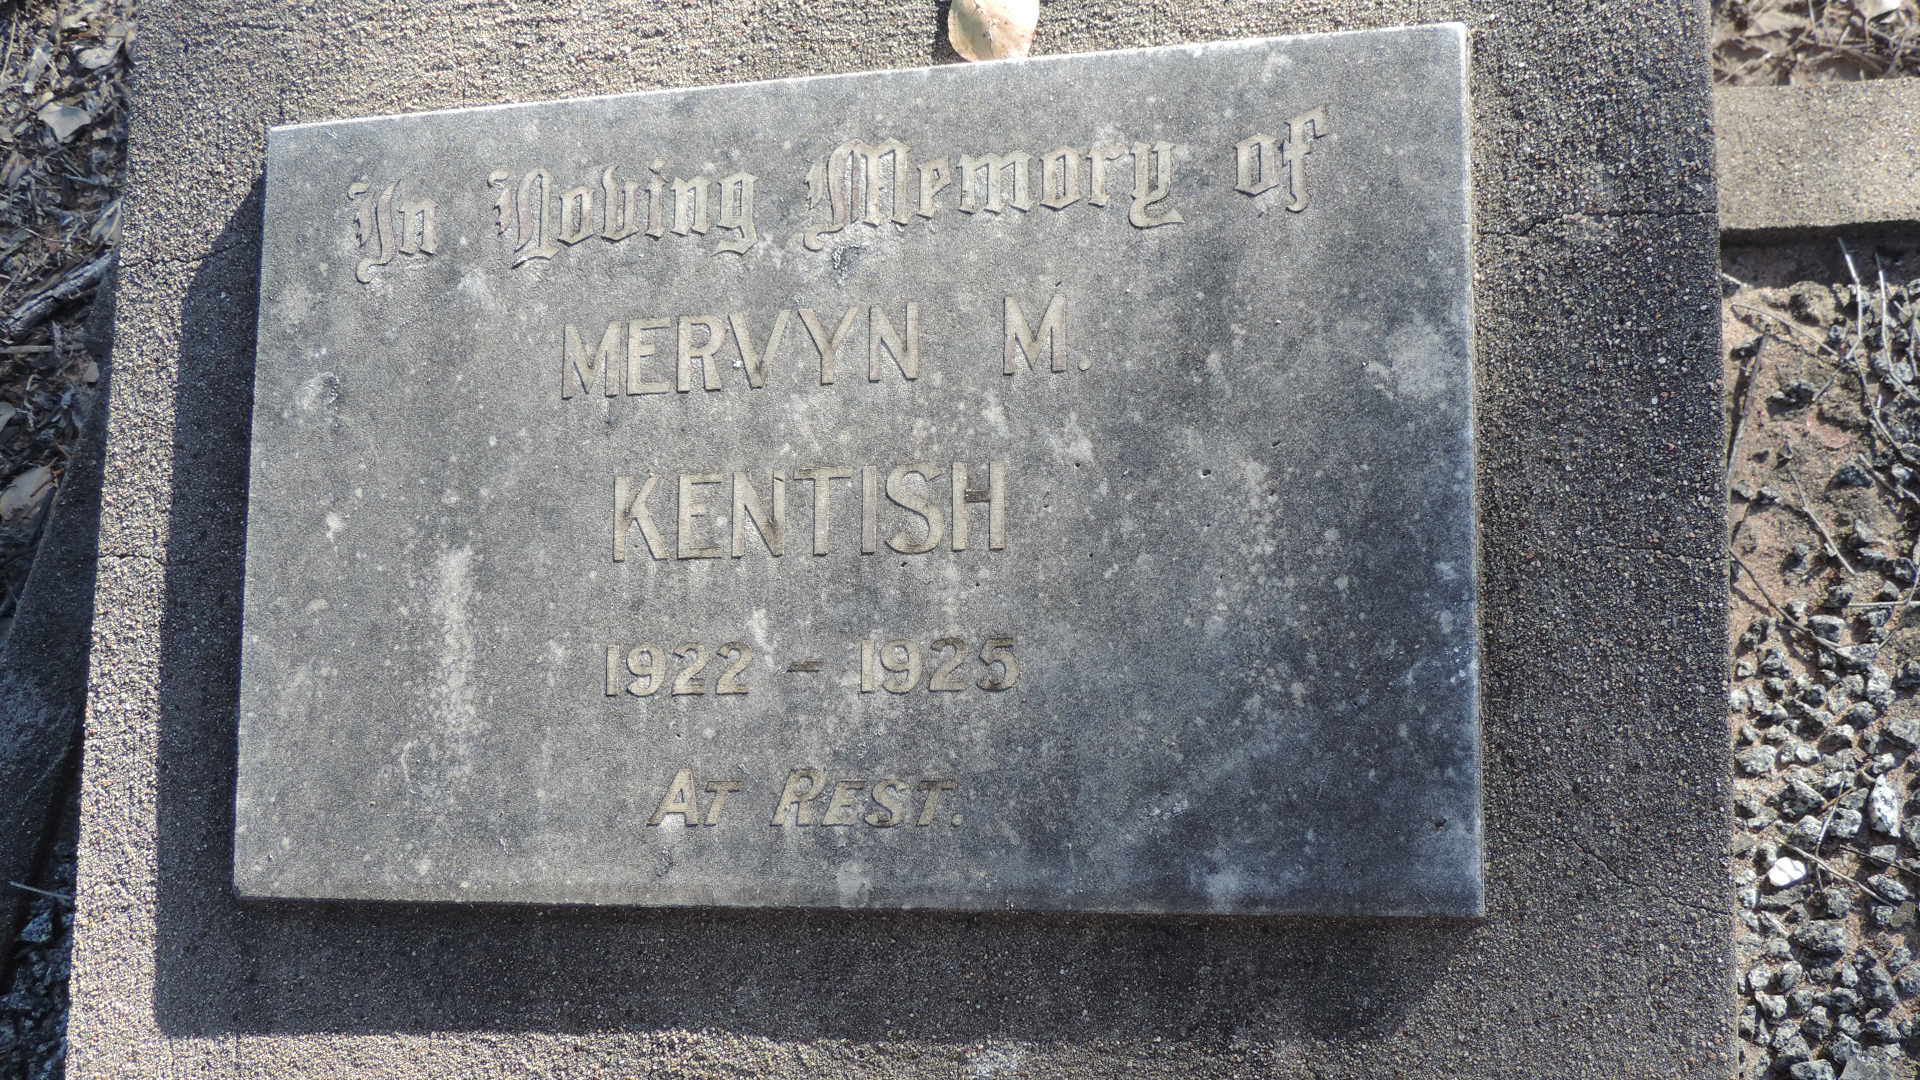 In Loving Memory of
MERVYN M.
KENTISH
1922 - 1925
AT REST.